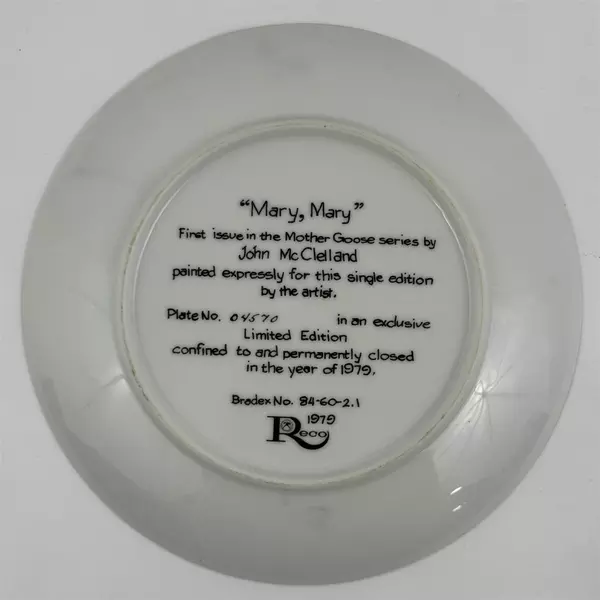 “Mary, Mary”
First issue in the Mother Goose series by
John McClelland
painted expressly for this single edition
by the artist.
Plate No. 04570 in an exclusive
Limited Edition
confined to and permanently closed
in the year of 1979.
Bradex No. 84-60-2.1
1979
Reco